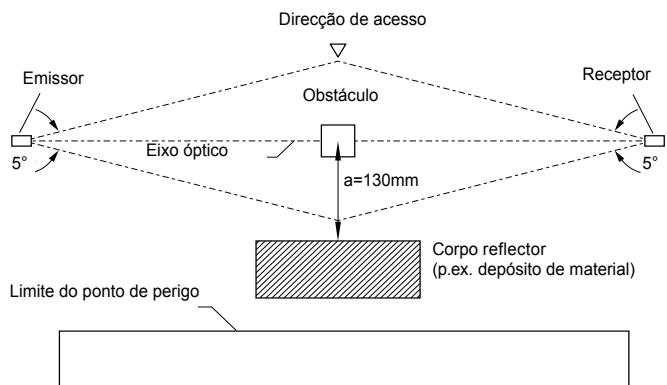 Direcção de acesso
Emissor
Receptor
Obstáculo
Eixo óptico
5°
5°
a=130mm
Corpo reflector
(p.ex. depósito de material)
Limite do ponto de perigo